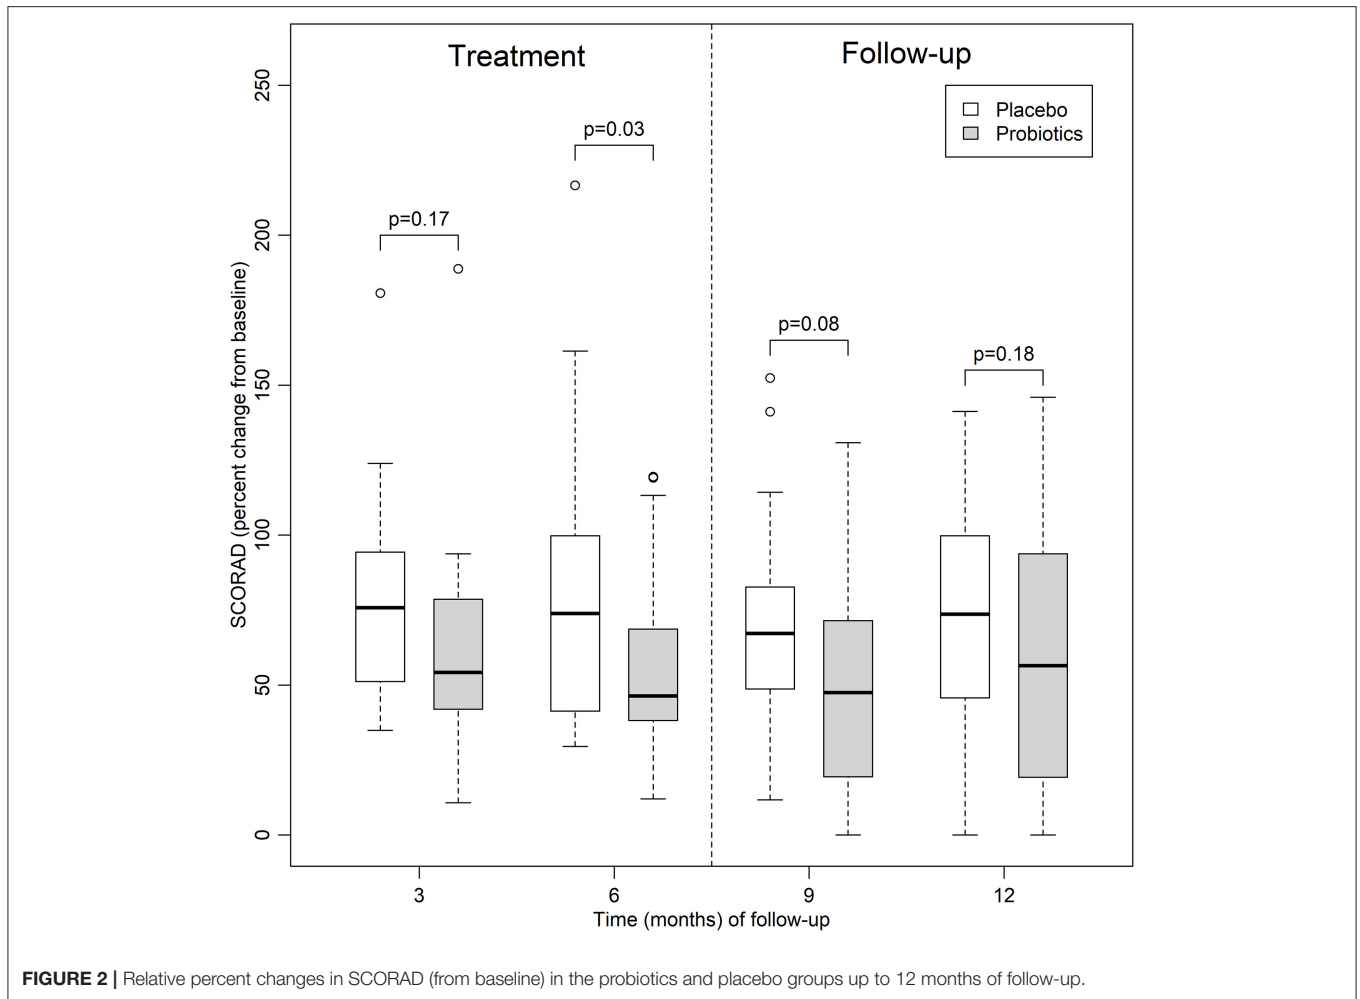 Treatment
Follow-up
Placebo
Probiotics
p=0.17
p=0.03
p=0.08
p=0.18
SCORAD (percent change from baseline)
250
200
150
100
50
0
3 6 9 12
Time (months) of follow-up
FIGURE 2 | Relative percent changes in SCORAD (from baseline) in the probiotics and placebo groups up to 12 months of follow-up.